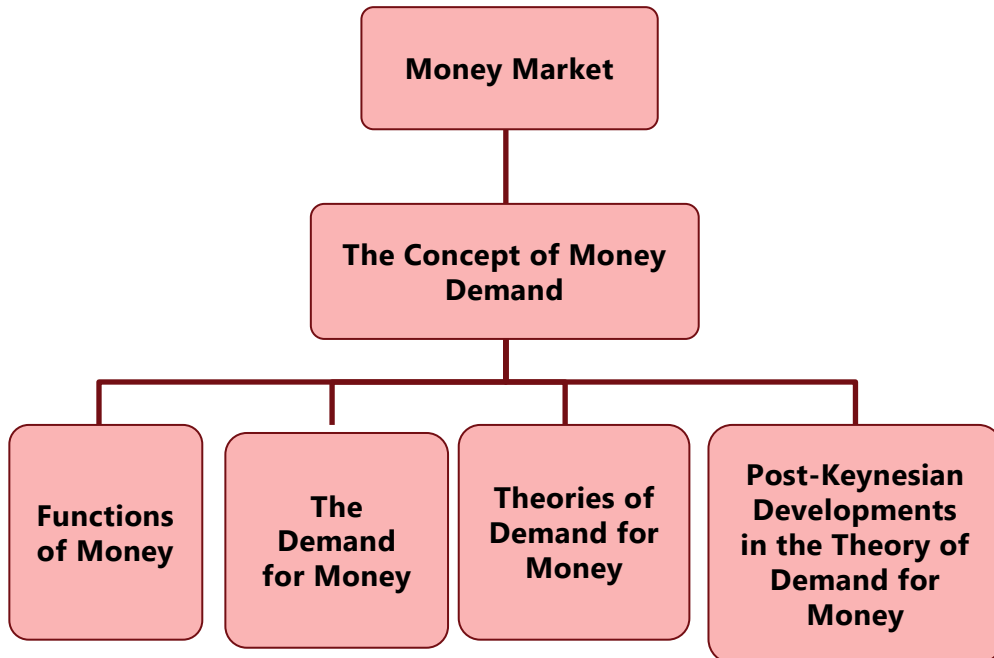 Money Market
The Concept of Money
Demand
Functions
of Money
The
Demand
for Money
Theories of
Demand for
Money
Post-Keynesian
Developments
in the Theory of
Demand for
Money